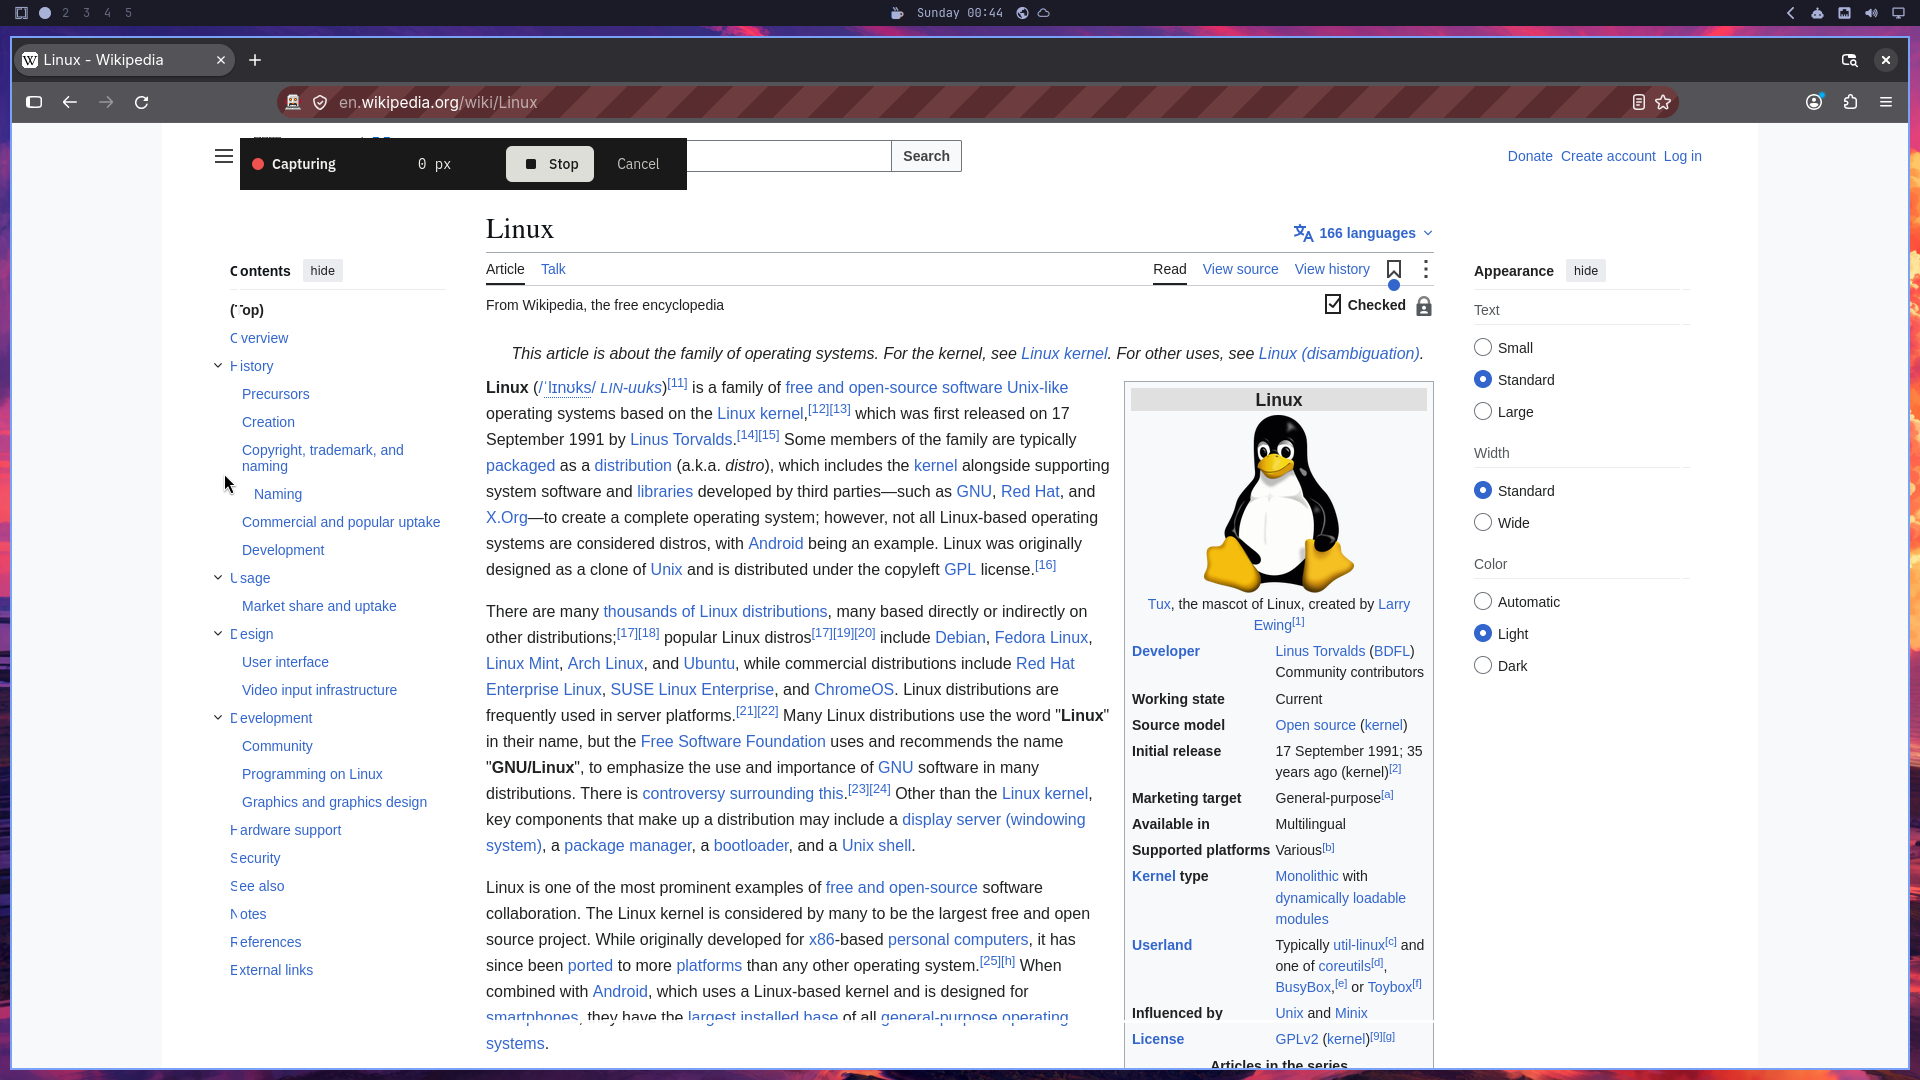 2 3 4 5
Sunday 00:44
Linux - Wikipedia
en.wikipedia.org/wiki/Linux
Capturing 0 px Stop Cancel
Search
Donate Create account Log in
Linux
166 languages
Contents hide
Article Talk
Read View source View history
Appearance hide
From Wikipedia, the free encyclopedia
Checked
(Top)
Overview
History
Precursors
Creation
Copyright, trademark, and
naming
Naming
Commercial and popular uptake
Development
Usage
Market share and uptake
Design
User interface
Video input infrastructure
Development
Community
Programming on Linux
Graphics and graphics design
Hardware support
Security
See also
Notes
References
External links
This article is about the family of operating systems. For the kernel, see Linux kernel. For other uses, see Linux (disambiguation).
Linux (/ˈlɪnʊks/ LIN-uuks)[11] is a family of free and open-source software Unix-like
operating systems based on the Linux kernel,[12][13] which was first released on 17
September 1991 by Linus Torvalds.[14][15] Some members of the family are typically
packaged as a distribution (a.k.a. distro), which includes the kernel alongside supporting
system software and libraries developed by third parties—such as GNU, Red Hat, and
X.Org—to create a complete operating system; however, not all Linux-based operating
systems are considered distros, with Android being an example. Linux was originally
designed as a clone of Unix and is distributed under the copyleft GPL license.[16]
There are many thousands of Linux distributions, many based directly or indirectly on
other distributions;[17][18] popular Linux distros[17][19][20] include Debian, Fedora Linux,
Linux Mint, Arch Linux, and Ubuntu, while commercial distributions include Red Hat
Enterprise Linux, SUSE Linux Enterprise, and ChromeOS. Linux distributions are
frequently used in server platforms.[21][22] Many Linux distributions use the word "Linux"
in their name, but the Free Software Foundation uses and recommends the name
"GNU/Linux", to emphasize the use and importance of GNU software in many
distributions. There is controversy surrounding this.[23][24] Other than the Linux kernel,
key components that make up a distribution may include a display server (windowing
system), a package manager, a bootloader, and a Unix shell.
Linux is one of the most prominent examples of free and open-source software
collaboration. The Linux kernel is considered by many to be the largest free and open
source project. While originally developed for x86-based personal computers, it has
since been ported to more platforms than any other operating system.[25][h] When
combined with Android, which uses a Linux-based kernel and is designed for
smartphones, they have the largest installed base of all general-purpose operating
systems.
Linux
Tux, the mascot of Linux, created by Larry
Ewing[1]
Developer Linus Torvalds (BDFL)
Community contributors
Working state Current
Source model Open source (kernel)
Initial release 17 September 1991; 35
years ago (kernel)[2]
Marketing target General-purpose[a]
Available in Multilingual
Supported platforms Various[b]
Kernel type Monolithic with
dynamically loadable
modules
Userland Typically util-linux[c] and
one of coreutils[d],
BusyBox,[e] or Toybox[f]
Influenced by Unix and Minix
License GPLv2 (kernel)[9][g]
Articles in the series
Text
Small
Standard
Large
Width
Standard
Wide
Color
Automatic
Light
Dark